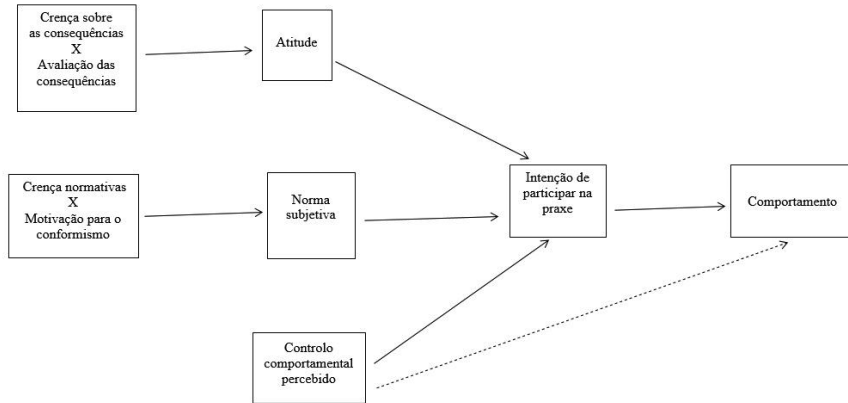 Crença sobre
as consequências
X
Avaliação das
consequências
Atitude
Crença normativas
X
Motivação para o
conformismo
Norma
subjetiva
Intenção de
participar na
praxe
Comportamento
Controlo
comportamental
percebido